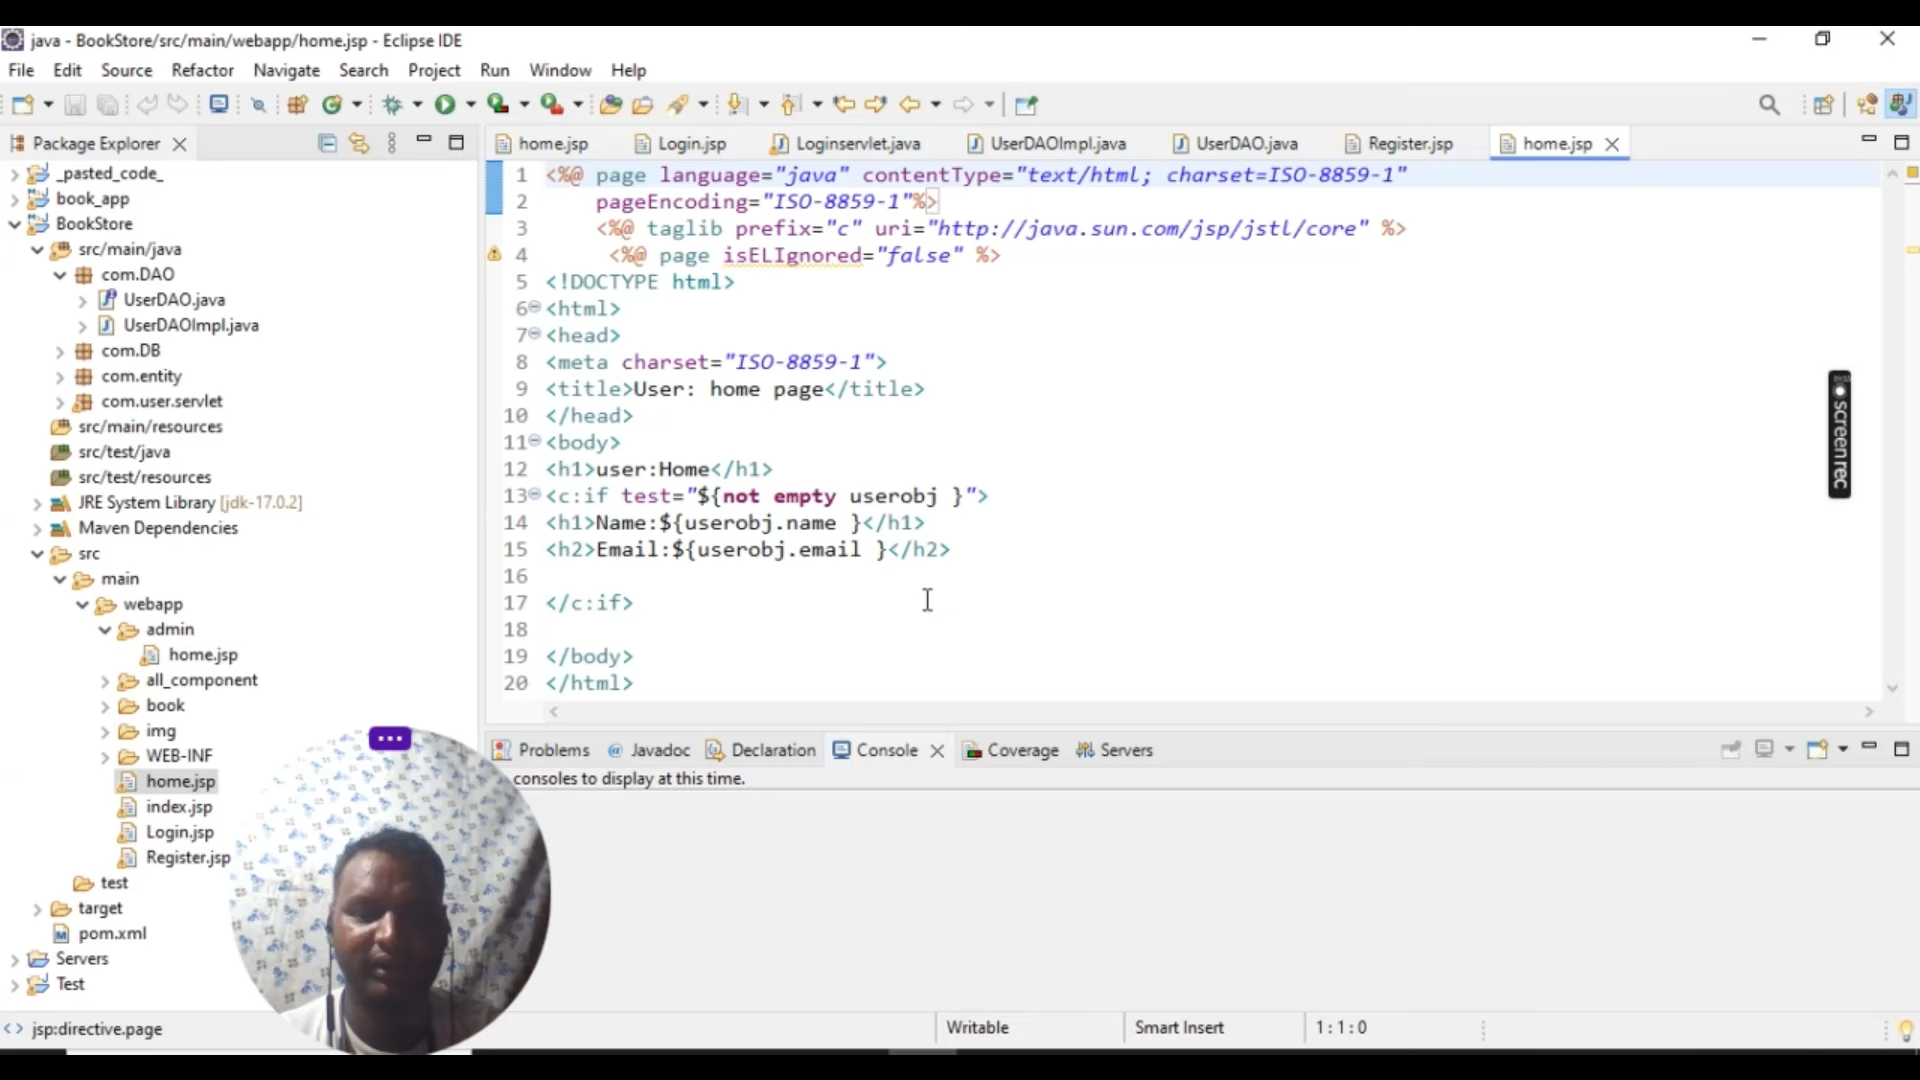 java - BookStore/src/main/webapp/home.jsp - Eclipse IDE
File Edit Source Refactor Navigate Search Project Run Window Help
Package Explorer
home.jsp Login.jsp Loginservlet.java UserDAOImpl.java UserDAO.java Register.jsp home.jsp
_pasted_code_
book_app
BookStore
src/main/java
com.DAO
UserDAO.java
UserDAOImpl.java
com.DB
com.entity
com.user.servlet
src/main/resources
src/test/java
src/test/resources
JRE System Library [jdk-17.0.2]
Maven Dependencies
src
main
webapp
admin
home.jsp
all_component
book
img
WEB-INF
home.jsp
index.jsp
Login.jsp
Register.jsp
test
target
pom.xml
Servers
Test
1 <%@ page language="java" contentType="text/html; charset=ISO-8859-1"
2 pageEncoding="ISO-8859-1"%>
3 <%@ taglib prefix="c" uri="http://java.sun.com/jsp/jstl/core" %>
4 <%@ page isELIgnored="false" %>
5 <!DOCTYPE html>
6 <html>
7 <head>
8 <meta charset="ISO-8859-1">
9 <title>User: home page</title>
10 </head>
11 <body>
12 <h1>user:Home</h1>
13 <c:if test="${not empty userobj }">
14 <h1>Name:${userobj.name }</h1>
15 <h2>Email:${userobj.email }</h2>
16
17 </c:if>
18
19 </body>
20 </html>
screenrec
Problems Javadoc Declaration Console Coverage Servers
consoles to display at this time.
jsp:directive.page
Writable Smart Insert 1:1:0